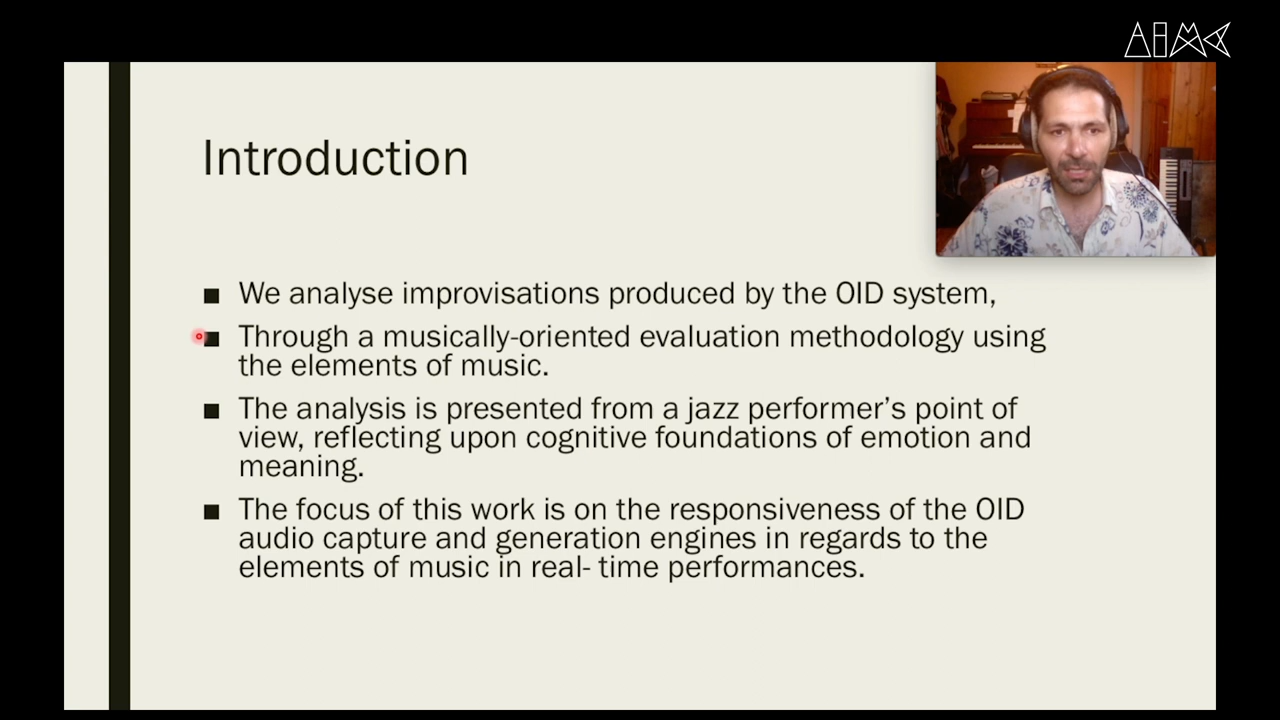 AIMC
Introduction
■ We analyse improvisations produced by the OID system,
■ Through a musically-oriented evaluation methodology using
the elements of music.
■ The analysis is presented from a jazz performer’s point of
view, reflecting upon cognitive foundations of emotion and
meaning.
■ The focus of this work is on the responsiveness of the OID
audio capture and generation engines in regards to the
elements of music in real- time performances.